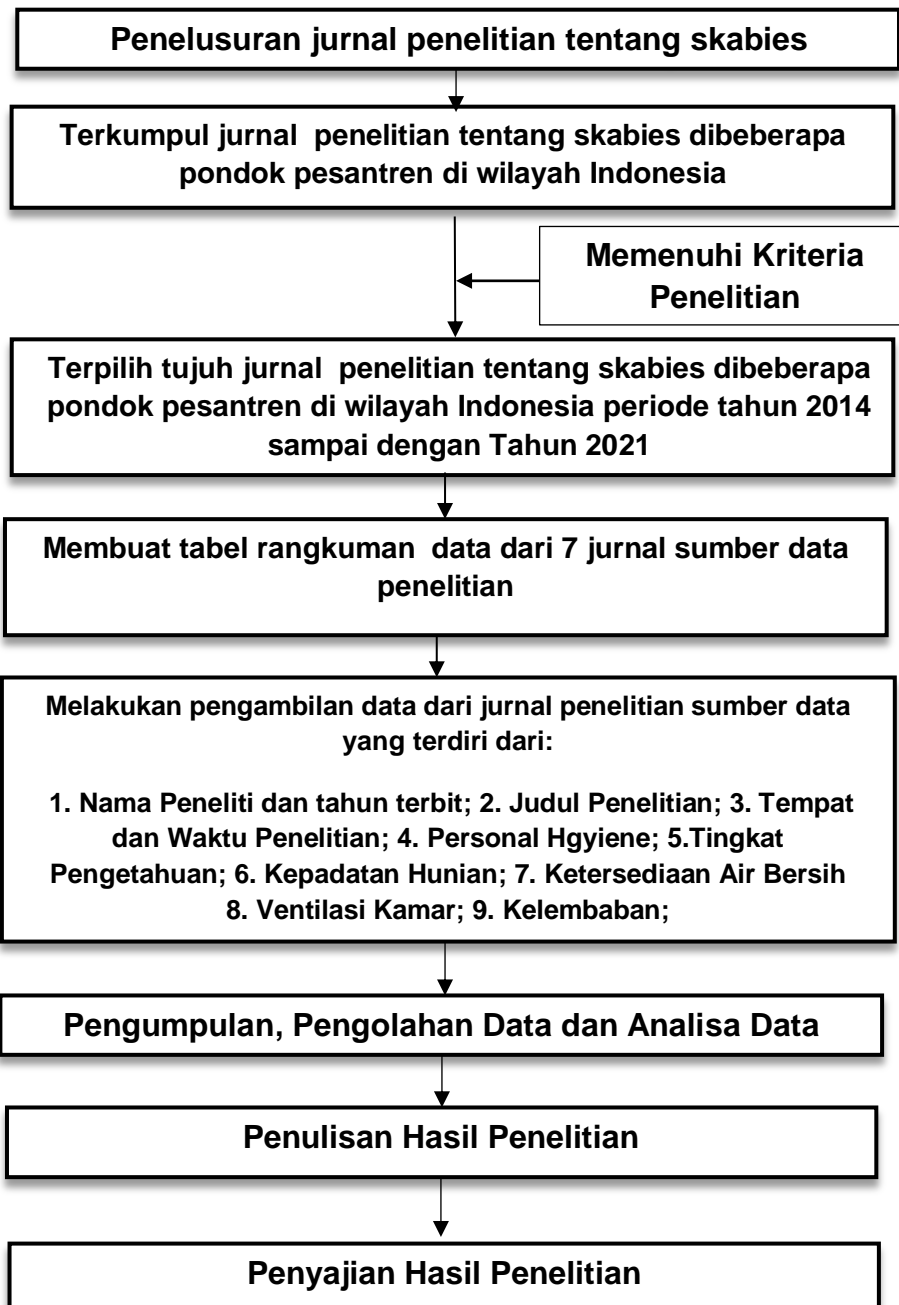 Penelusuran jurnal penelitian tentang skabies
Terkumpul jurnal penelitian tentang skabies dibeberapa
pondok pesantren di wilayah Indonesia
Memenuhi Kriteria
Penelitian
Terpilih tujuh jurnal penelitian tentang skabies dibeberapa
pondok pesantren di wilayah Indonesia periode tahun 2014
sampai dengan Tahun 2021
Membuat tabel rangkuman data dari 7 jurnal sumber data
penelitian
Melakukan pengambilan data dari jurnal penelitian sumber data
yang terdiri dari:
1. Nama Peneliti dan tahun terbit; 2. Judul Penelitian; 3. Tempat
dan Waktu Penelitian; 4. Personal Hgyiene; 5.Tingkat
Pengetahuan; 6. Kepadatan Hunian; 7. Ketersediaan Air Bersih
8. Ventilasi Kamar; 9. Kelembaban;
Pengumpulan, Pengolahan Data dan Analisa Data
Penulisan Hasil Penelitian
Penyajian Hasil Penelitian